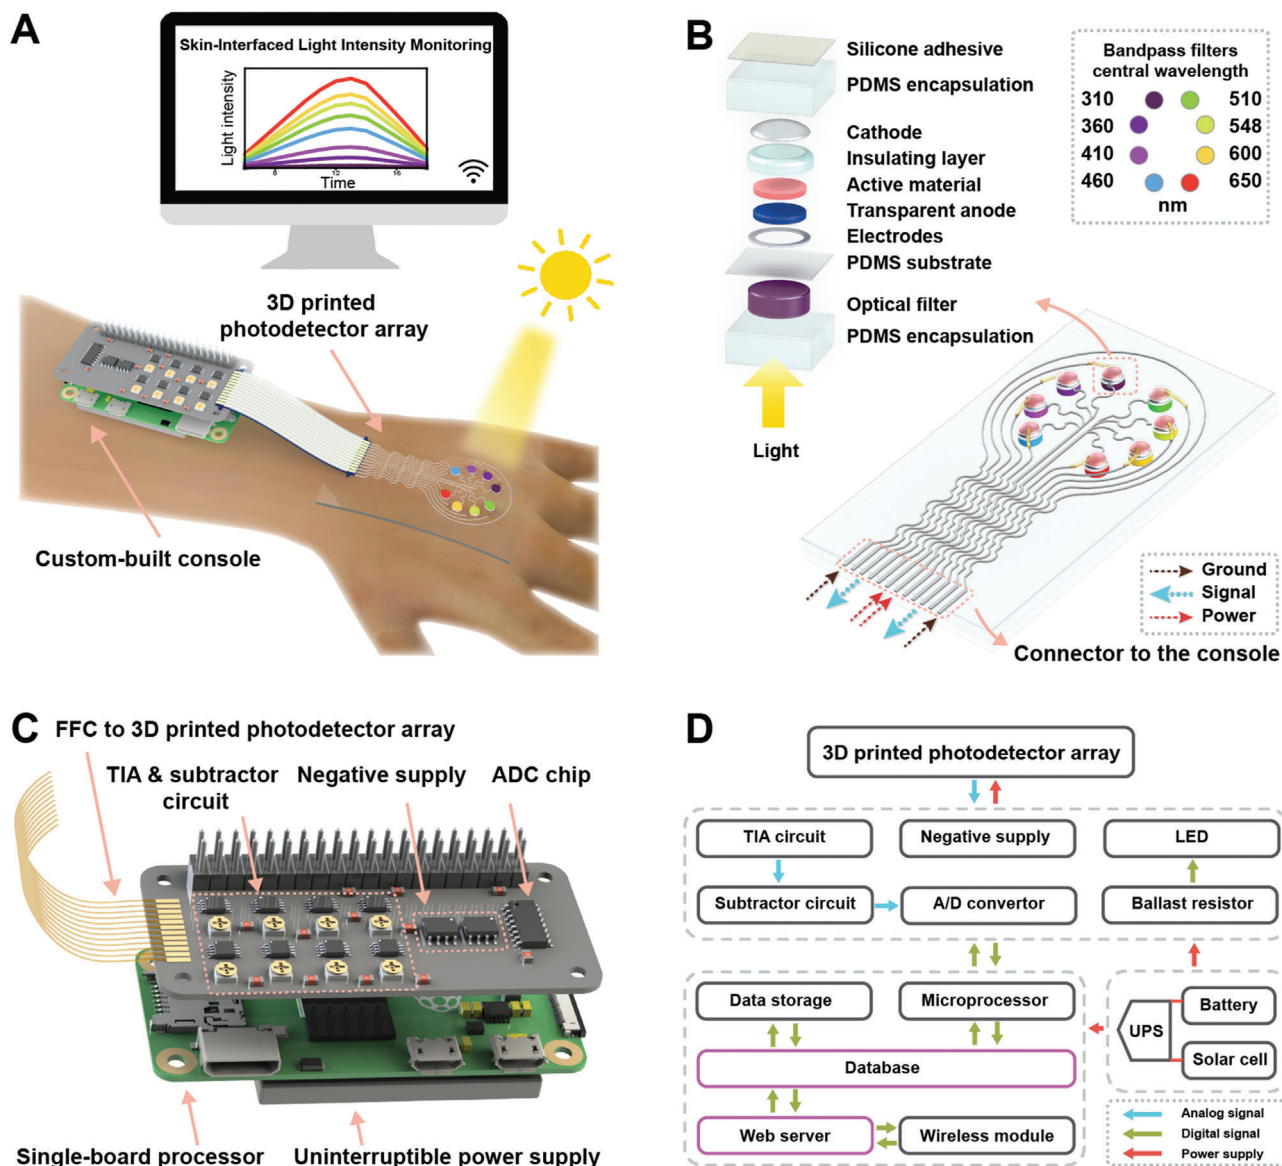 A
Skin-Interfaced Light Intensity Monitoring
Light intensity
8
12
16
Time
3D printed
photodetector array
Custom-built console
B
Silicone adhesive
PDMS encapsulation
Cathode
Insulating layer
Active material
Transparent anode
Electrodes
PDMS substrate
Optical filter
PDMS encapsulation
Light
Bandpass filters
central wavelength
310 510
360 548
410 600
460 650
nm
Ground
Signal
Power
Connector to the console
C
FFC to 3D printed photodetector array
TIA & subtractor
circuit
Negative supply
ADC chip
Single-board processor
Uninterruptible power supply
D
3D printed photodetector array
TIA circuit
Negative supply
LED
Subtractor circuit
A/D convertor
Ballast resistor
Data storage
Microprocessor
Database
Web server
Wireless module
UPS
Battery
Solar cell
Analog signal
Digital signal
Power supply